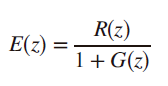 E(z) = R(z) / 1 + G(z)